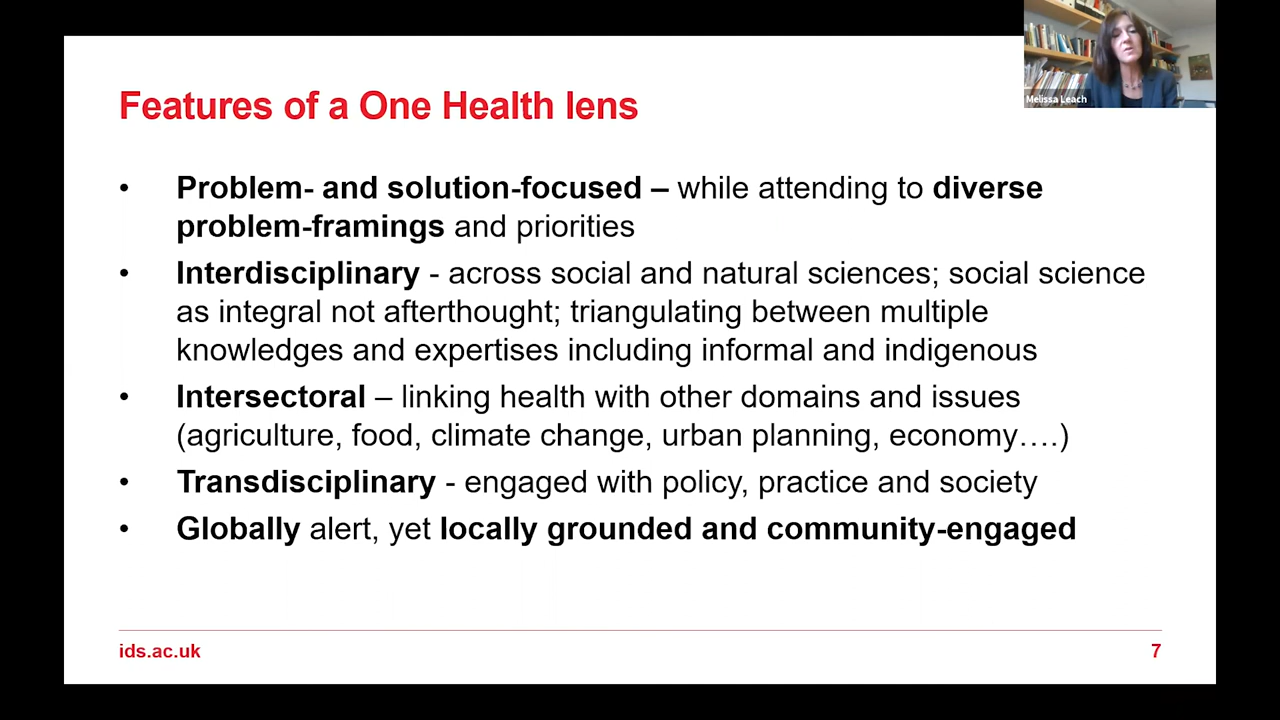 Melissa Leach
Features of a One Health lens
• Problem- and solution-focused – while attending to diverse
problem-framings and priorities
• Interdisciplinary - across social and natural sciences; social science
as integral not afterthought; triangulating between multiple
knowledges and expertises including informal and indigenous
• Intersectoral – linking health with other domains and issues
(agriculture, food, climate change, urban planning, economy….)
• Transdisciplinary - engaged with policy, practice and society
• Globally alert, yet locally grounded and community-engaged
ids.ac.uk
7